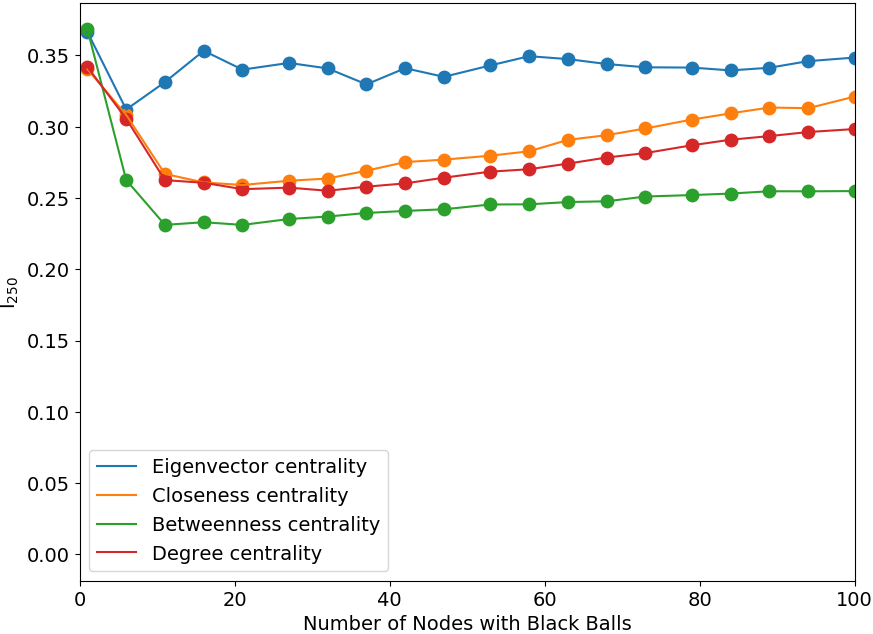 0.35
0.30
0.25
0.20
0.15
0.10
0.05
0.00
I250
Eigenvector centrality
Closeness centrality
Betweenness centrality
Degree centrality
0 20 40 60 80 100
Number of Nodes with Black Balls